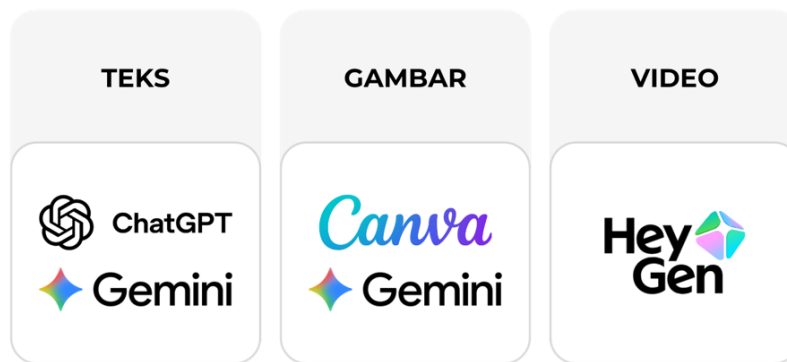 TEKS
ChatGPT
Gemini
GAMBAR
Canva
Gemini
VIDEO
Hey
Gen